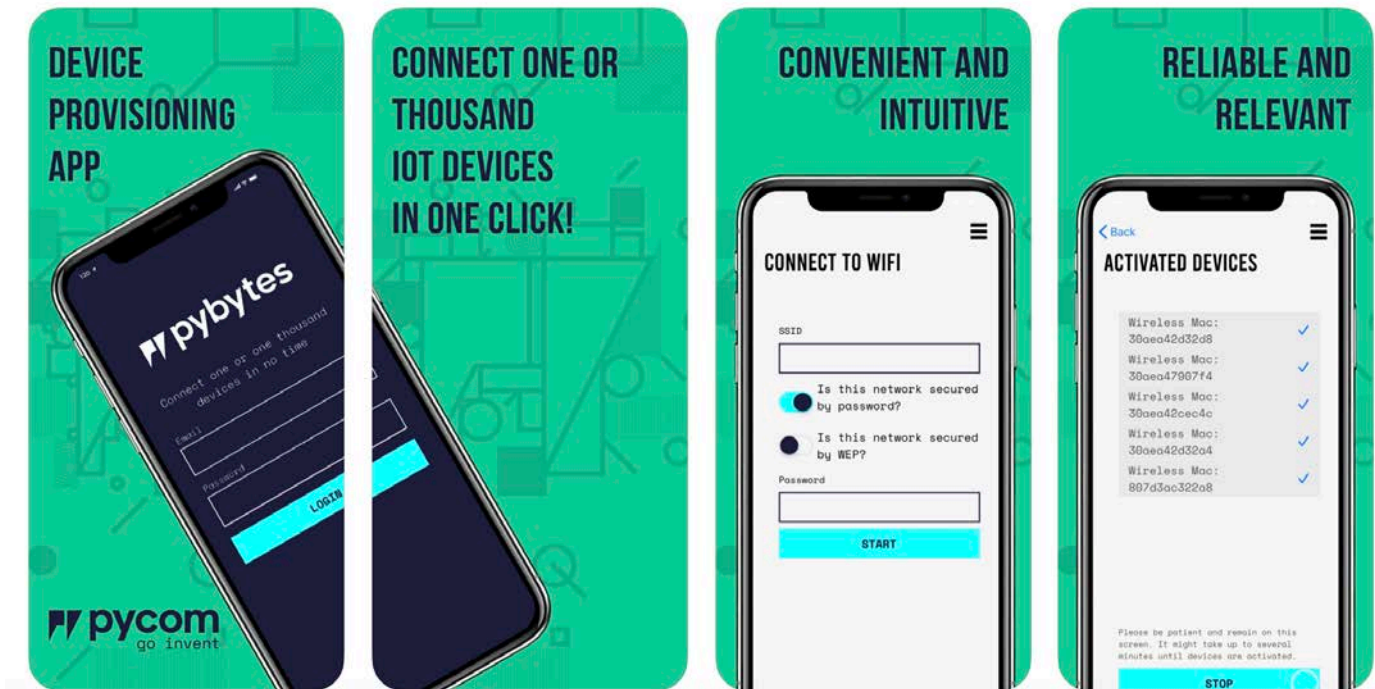 DEVICE
PROVISIONING
APP
pybytes
Connect one or one thousand
devices in no time
Email
Password
LOGIN
pycom
go invent
CONNECT ONE OR
THOUSAND
IOT DEVICES
IN ONE CLICK!
CONVENIENT AND
INTUITIVE
CONNECT TO WIFI
SSID
Is this network secured
by password?
Is this network secured
by WEP?
Password
START
RELIABLE AND
RELEVANT
Back
ACTIVATED DEVICES
Wireless Mac:
30aea42d32d8
Wireless Mac:
30aea47907f4
Wireless Mac:
30aea42cec4c
Wireless Mac:
30aea42d32a4
Wireless Mac:
807d3ac322a8
Please be patient and remain on this
screen. It might take up to several
minutes until devices are activated.
STOP